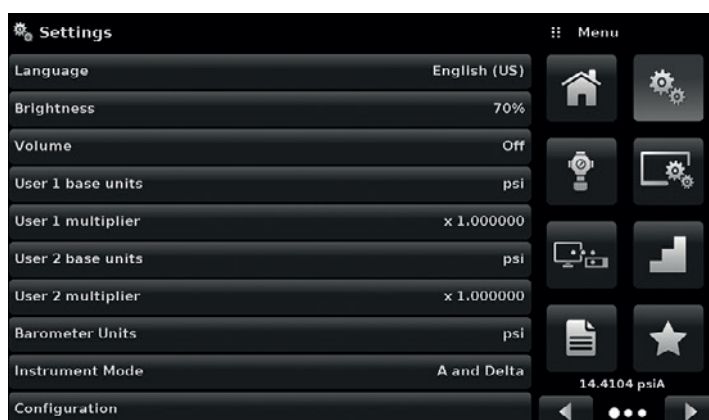 Settings
Language English (US)
Brightness 70%
Volume Off
User 1 base units psi
User 1 multiplier x 1.000000
User 2 base units psi
User 2 multiplier x 1.000000
Barometer Units psi
Instrument Mode A and Delta
Configuration
Menu
14.4104 psiA